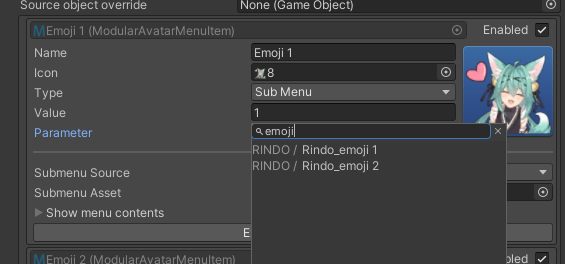 Source object override None (Game Object)
Emoji 1 (ModularAvatarMenuItem) Enabled
Name Emoji 1
Icon 8
Type Sub Menu
Value 1
Parameter emoji
RINDO / Rindo_emoji 1
RINDO / Rindo_emoji 2
Submenu Source
Submenu Asset
Show menu contents
E
Emoji 2 (ModularAvatarMenuItem) bled